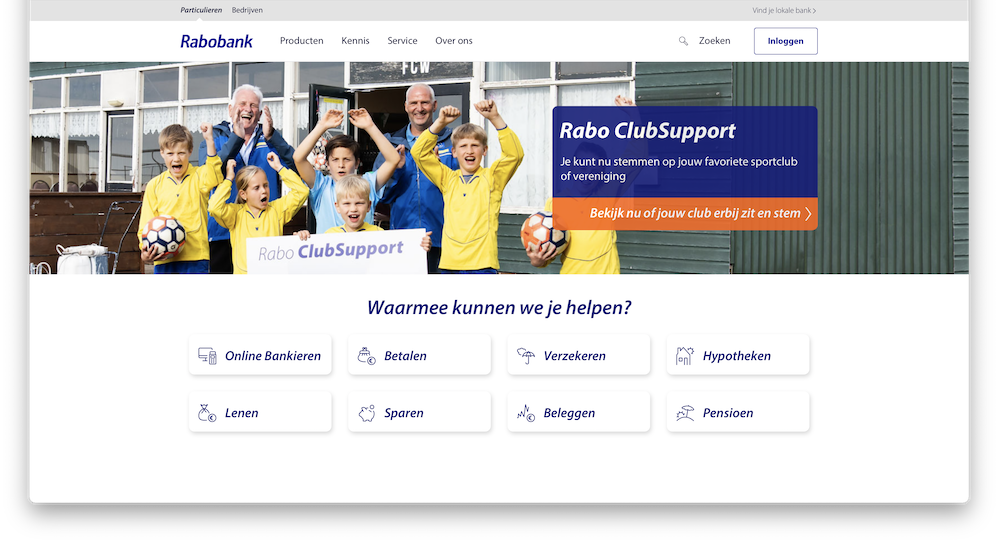 Particulieren Bedrijven Vind je lokale bank >
Rabobank Producten Kennis Service Over ons Zoeken Inloggen
FCW
Rabo ClubSupport
Je kunt nu stemmen op jouw favoriete sportclub
of vereniging
Bekijk nu of jouw club erbij zit en stem >
Rabo ClubSupport
Waarmee kunnen we je helpen?
Online Bankieren Betalen Verzekeren Hypotheken
Lenen Sparen Beleggen Pensioen